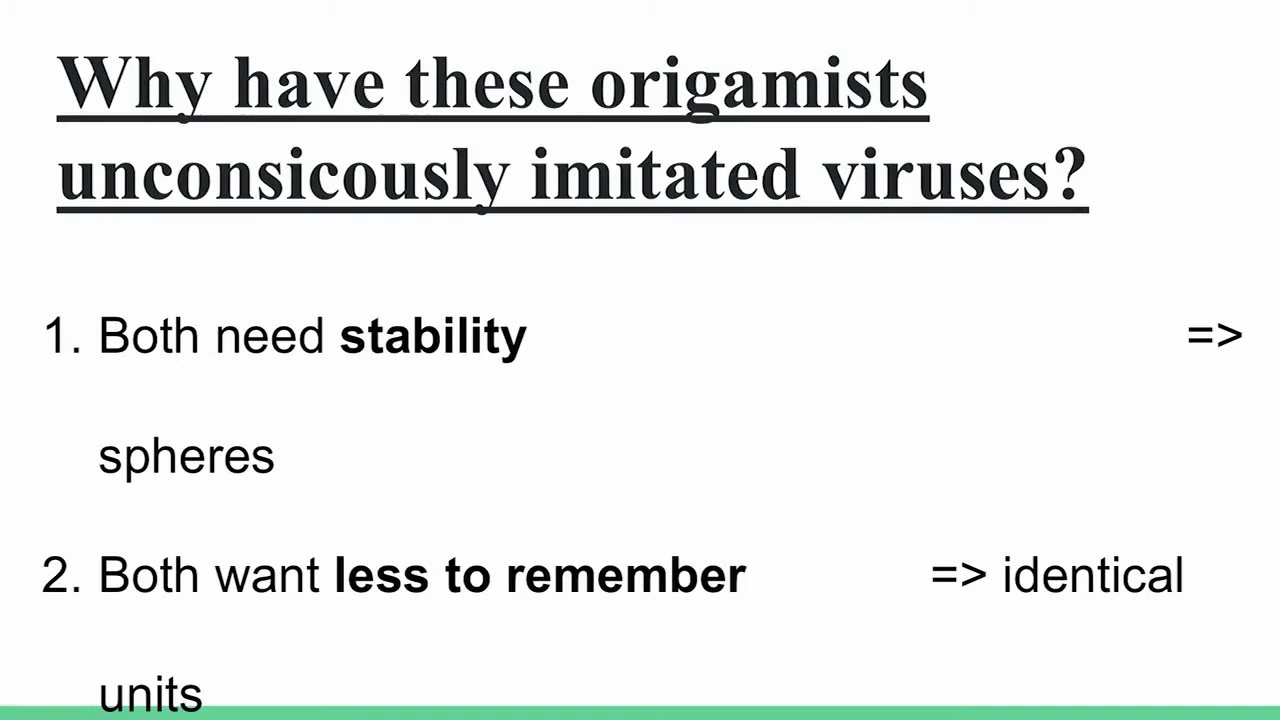 Why have these origamists
unconsicously imitated viruses?
1. Both need stability =>
spheres
2. Both want less to remember => identical
units